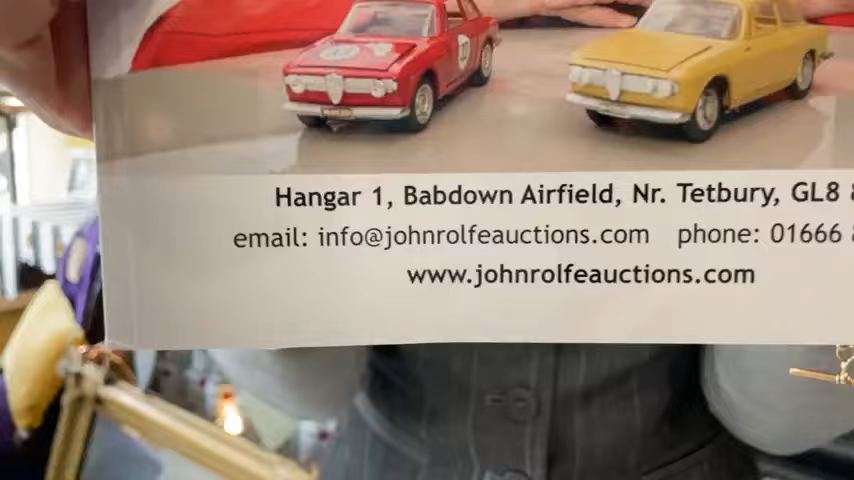 Hangar 1, Babdown Airfield, Nr. Tetbury, GL8
email: info@johnrolfeauctions.com phone: 01666
www.johnrolfeauctions.com